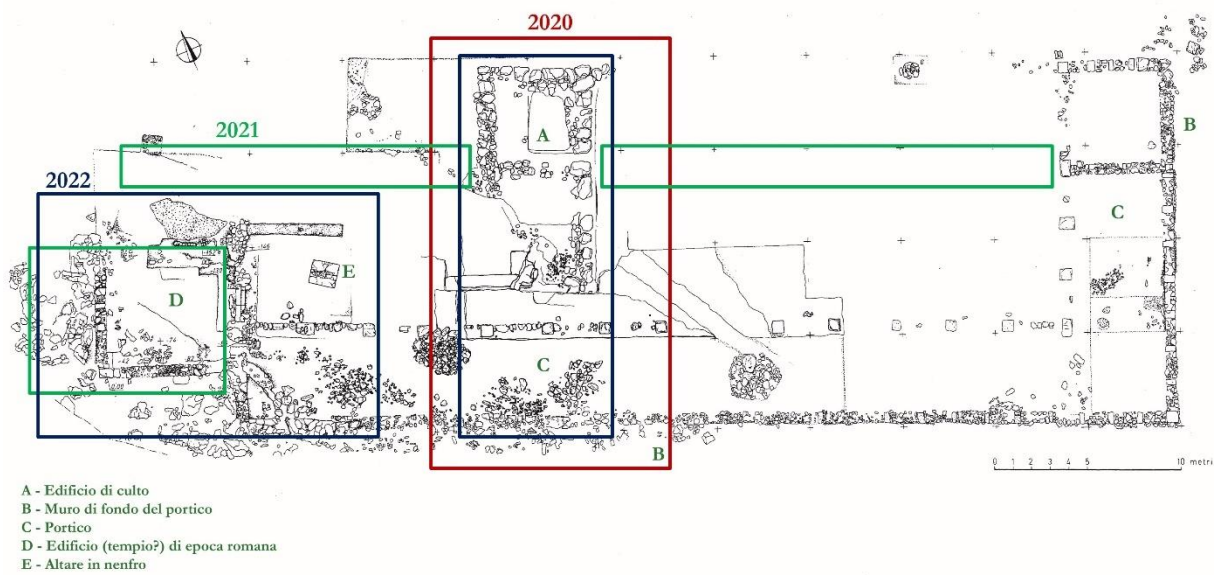 2020
2021
2022
A
B
C
D
E
C
B
0 1 2 3 4 5 10 metri
A - Edificio di culto
B - Muro di fondo del portico
C - Portico
D - Edificio (tempio?) di epoca romana
E - Altare in nenfro